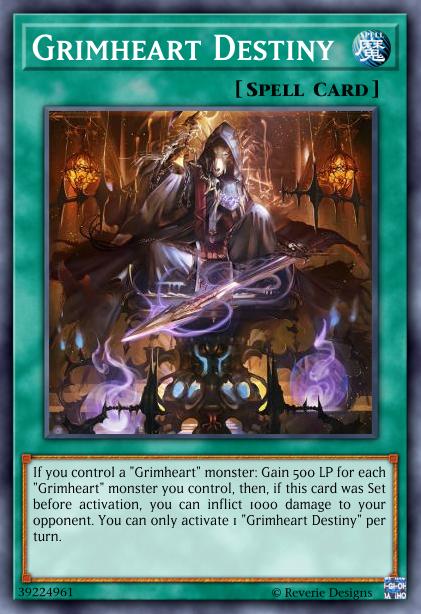 Grimheart Destiny
[Spell Card]
If you control a "Grimheart" monster: Gain 500 LP for each
"Grimheart" monster you control, then, if this card was Set
before activation, you can inflict 1000 damage to your
opponent. You can only activate 1 "Grimheart Destiny" per
turn.
39224961
© Reverie Designs